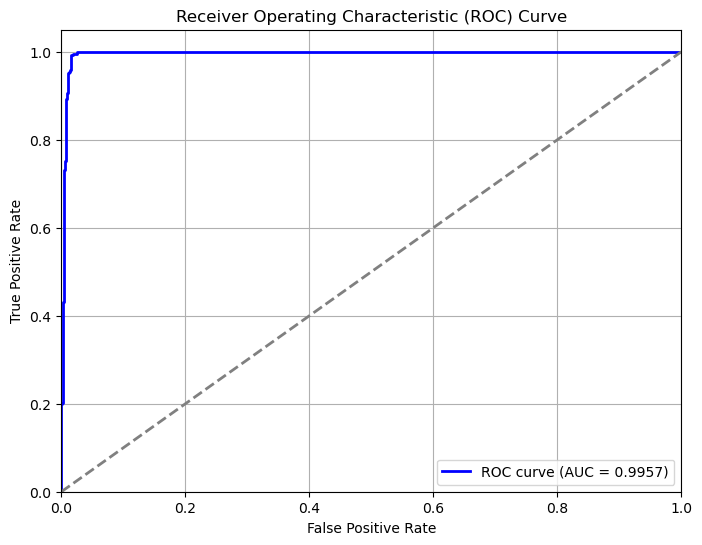 Receiver Operating Characteristic (ROC) Curve
True Positive Rate
1.0
0.8
0.6
0.4
0.2
0.0
ROC curve (AUC = 0.9957)
0.0 0.2 0.4 0.6 0.8 1.0
False Positive Rate